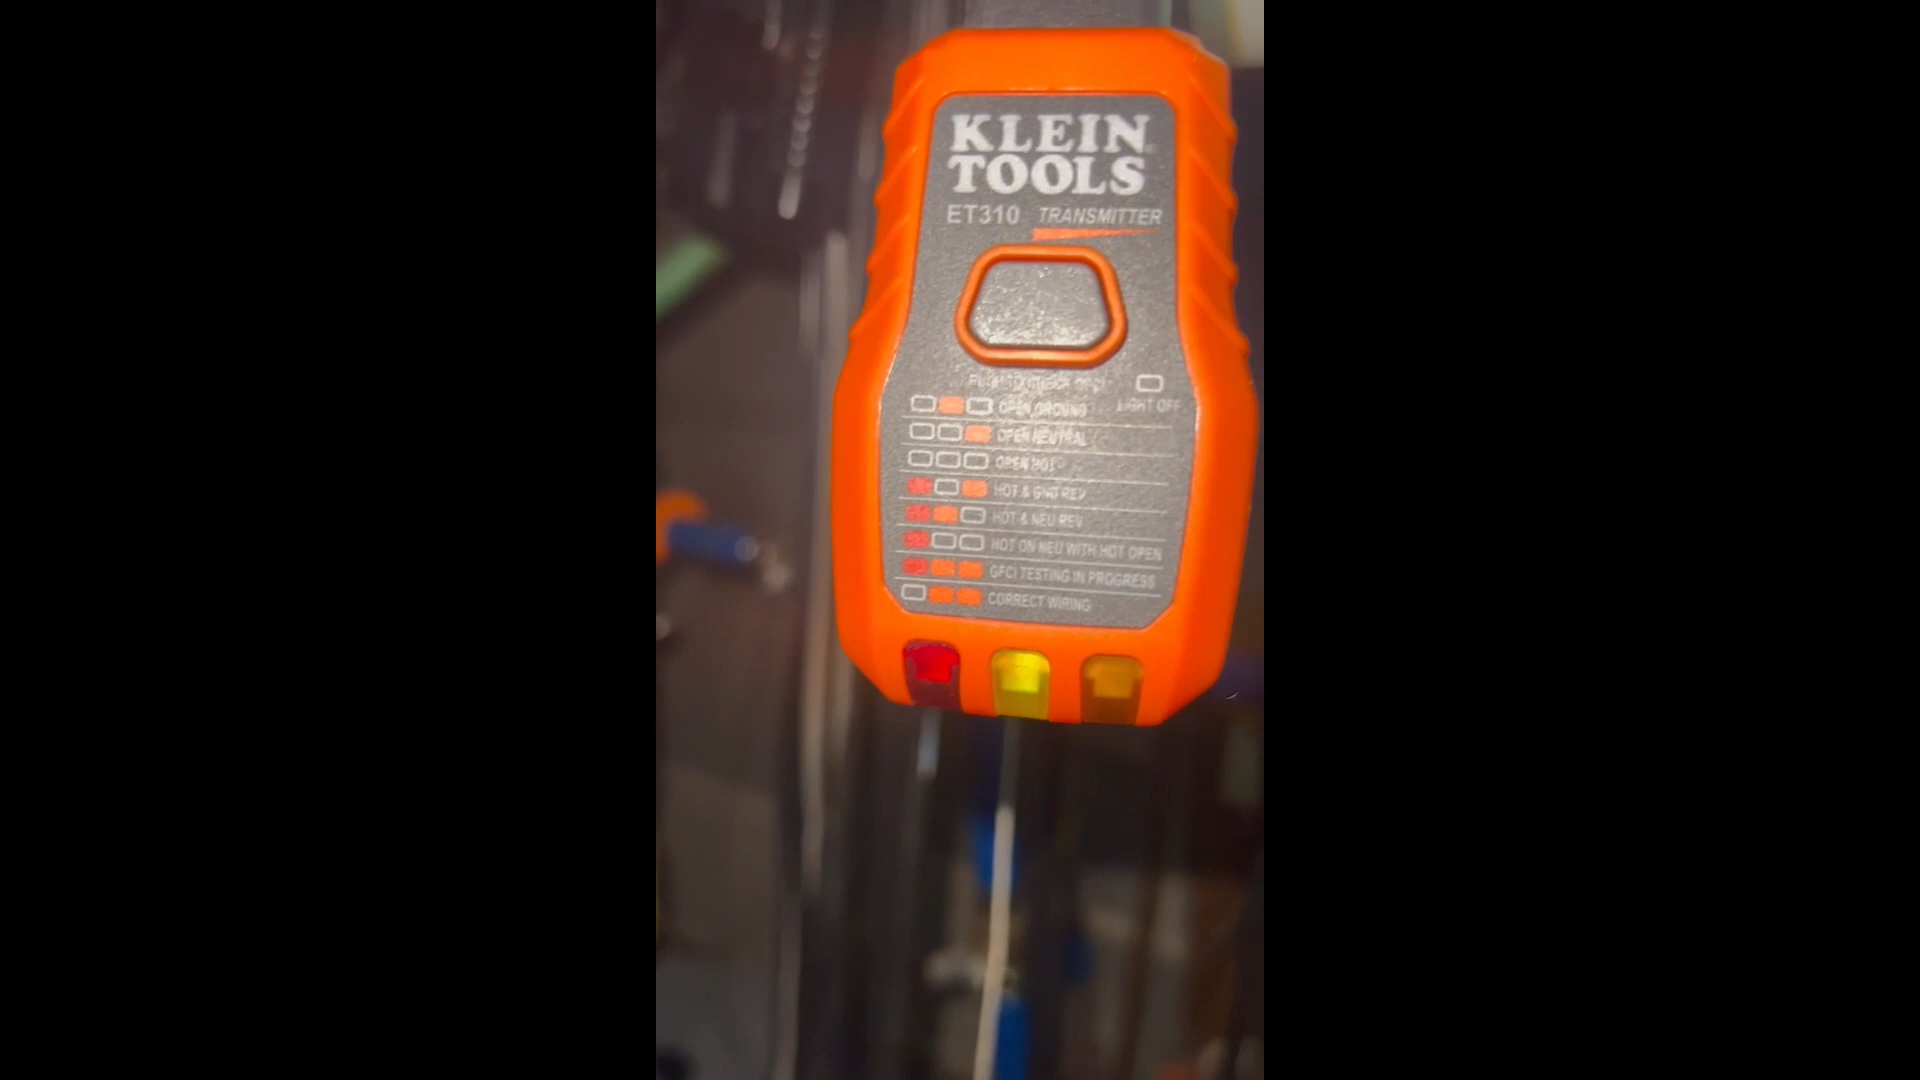 KLEIN
TOOLS
ET310 TRANSMITTER
LIGHT OFF
OPEN GROUND
OPEN NEUTRAL
OPEN HOT
HOT & GND REV
HOT & NEU REV
HOT ON NEU WITH HOT OPEN
GFCI TESTING IN PROGRESS
CORRECT WIRING